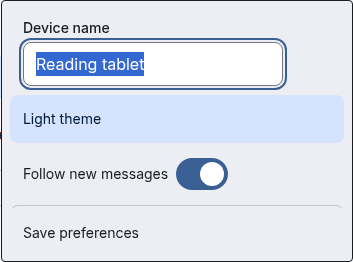 Device name
Reading tablet
Light theme
Follow new messages
Save preferences